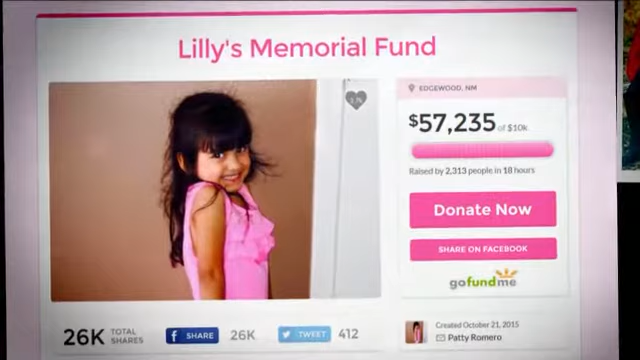 Lilly's Memorial Fund
EDGEWOOD, NM
$57,235 of $10k
Raised by 2,313 people in 18 hours
Donate Now
SHARE ON FACEBOOK
gofundme
26K TOTAL SHARES
f SHARE 26K
TWEET 412
Created October 21, 2015
Patty Romero